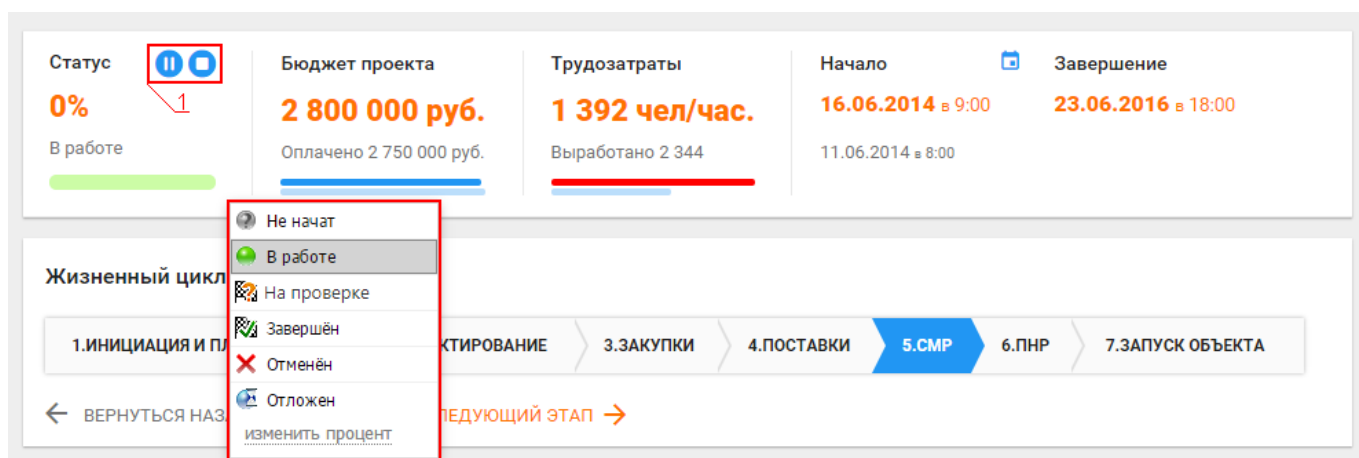 Статус
1
0%
В работе
Бюджет проекта
2 800 000 руб.
Оплачено 2 750 000 руб.
Трудозатраты
1 392 чел/час.
Выработано 2 344
Начало
16.06.2014 в 9:00
11.06.2014 в 8:00
Завершение
23.06.2016 в 18:00
Не начат
В работе
На проверке
Завершён
Отменён
Отложен
изменить процент
Жизненный цикл
1.ИНИЦИАЦИЯ И ПЛ
КТИРОВАНИЕ
3.ЗАКУПКИ
4.ПОСТАВКИ
5.СМР
6.ПНР
7.ЗАПУСК ОБЪЕКТА
ВЕРНУТЬСЯ НАЗА
ЛЕДУЮЩИЙ ЭТАП